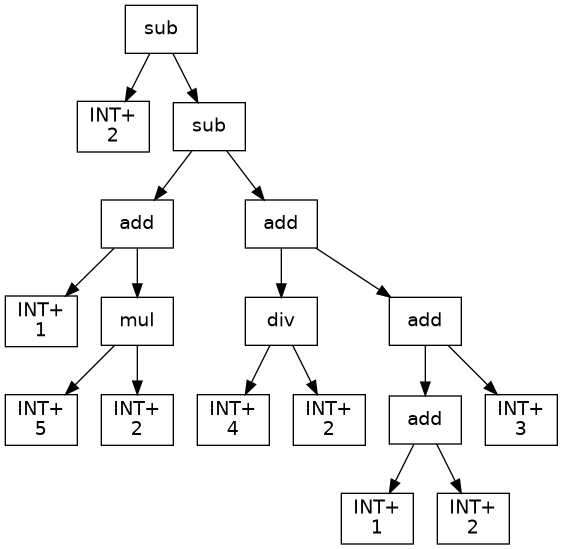 sub
INT+
2
sub
add
add
INT+
1
mul
div
add
INT+
5
INT+
2
INT+
4
INT+
2
add
INT+
3
INT+
1
INT+
2